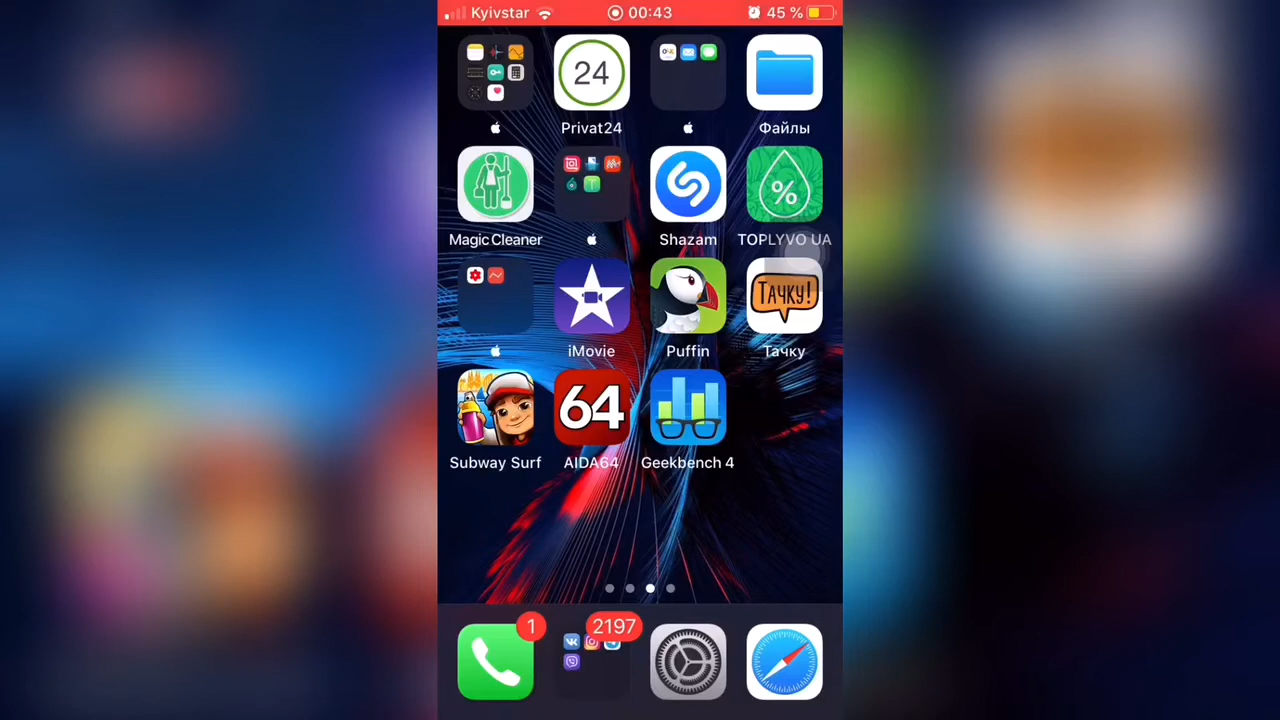 Kyivstar 00:43 45 %
24
Privat24 Файлы
%
Magic Cleaner Shazam TOPLYVO UA
ТАЧКУ!
iMovie Puffin Тачку
64
Subway Surf AIDA64 Geekbench 4
1 2197